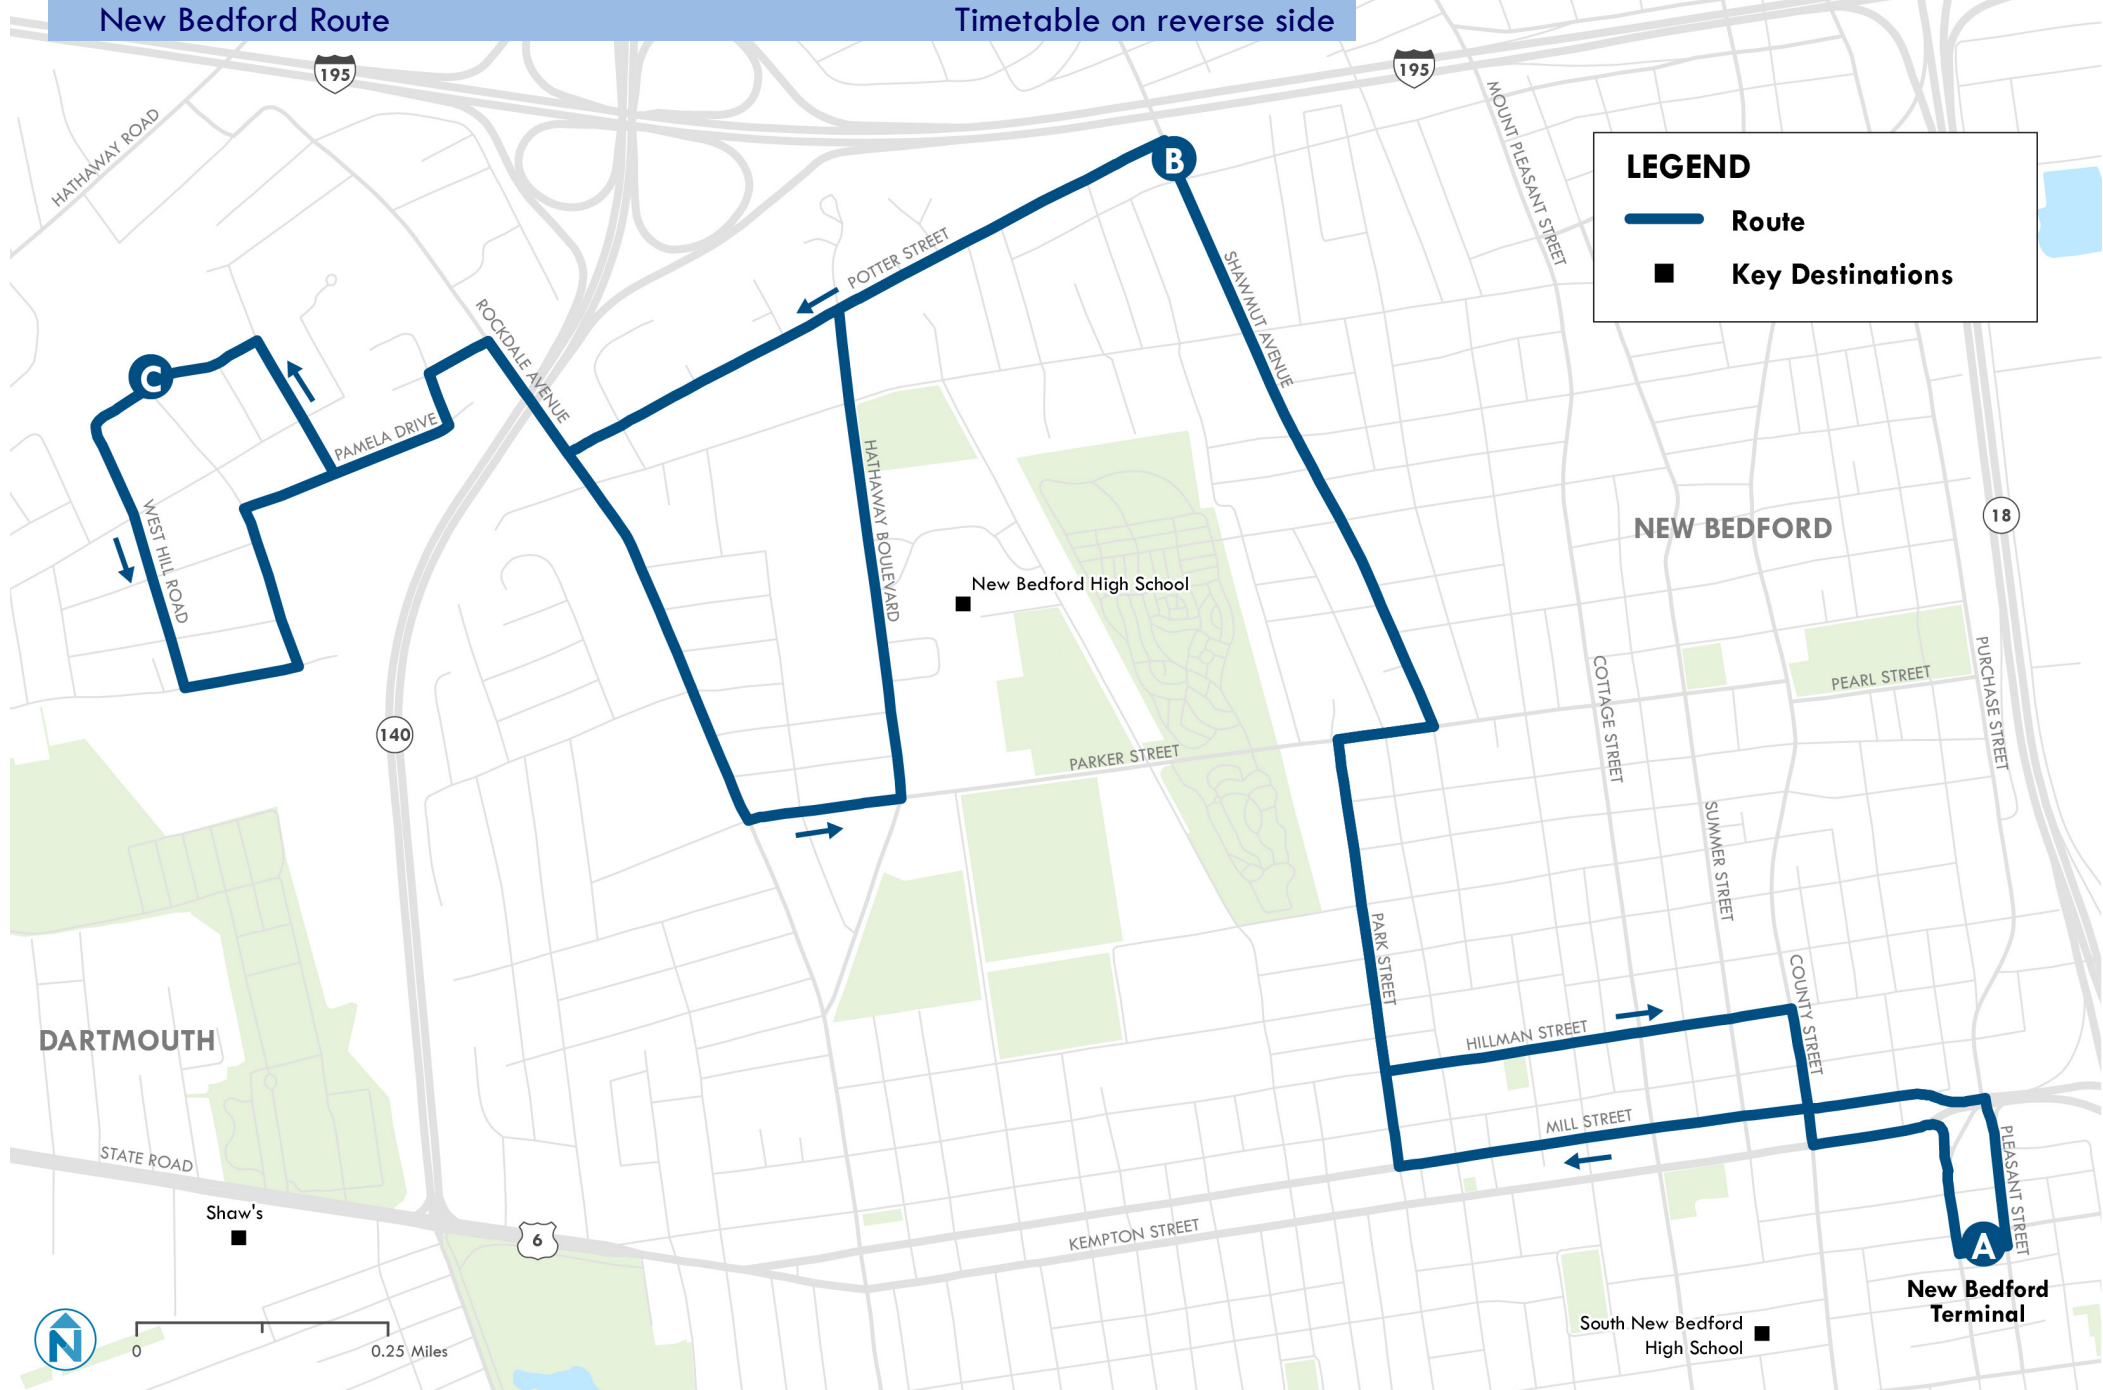 New Bedford Route
Timetable on reverse side
195
195
HATHAWAY ROAD
MOUNT PLEASANT STREET
B
LEGEND
Route
Key Destinations
POTTER STREET
SHAWMUT AVENUE
ROCKDALE AVENUE
C
PAMELA DRIVE
HATHAWAY BOULEVARD
WEST HILL ROAD
NEW BEDFORD
18
New Bedford High School
COTTAGE STREET
PEARL STREET
PURCHASE STREET
140
PARKER STREET
SUMMER STREET
PARK STREET
COUNTY STREET
DARTMOUTH
HILLMAN STREET
MILL STREET
STATE ROAD
PLEASANT STREET
Shaw's
6
KEMPTON STREET
A
New Bedford
Terminal
South New Bedford
High School
N
0
0.25 Miles